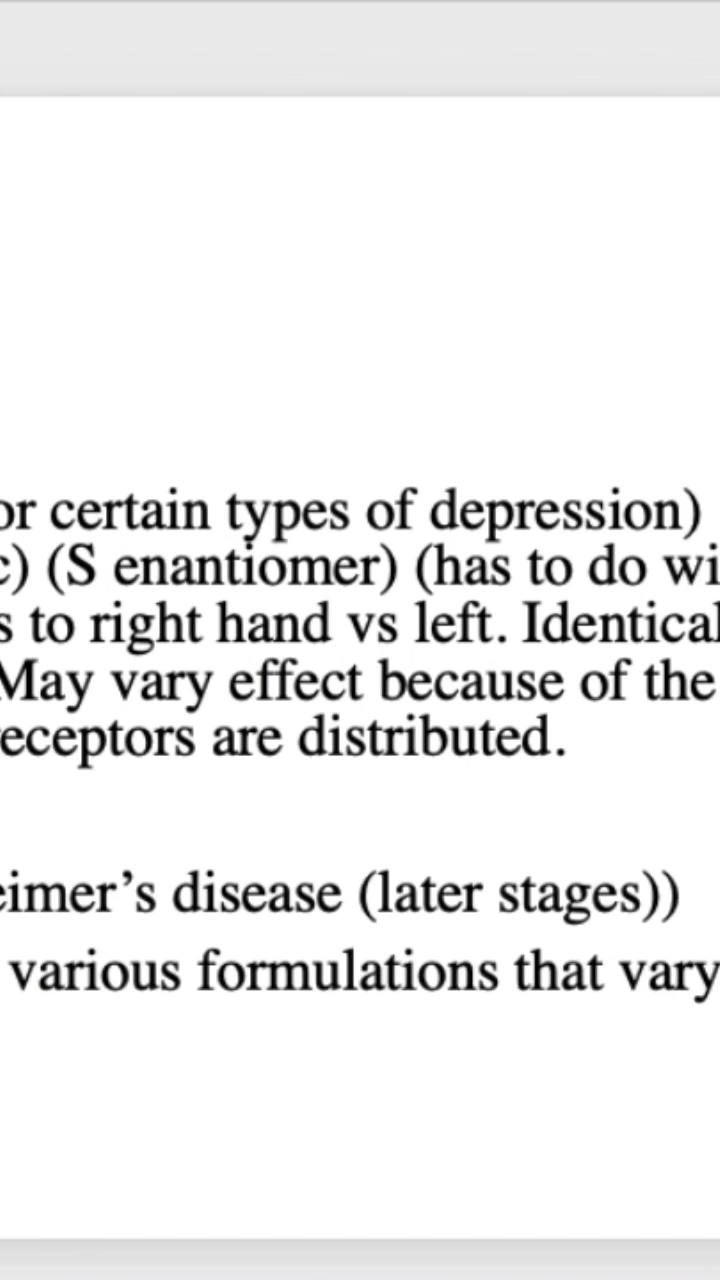 or certain types of depression)
c) (S enantiomer) (has to do wi
s to right hand vs left. Identical
May vary effect because of the
eceptors are distributed.
eimer’s disease (later stages))
various formulations that vary